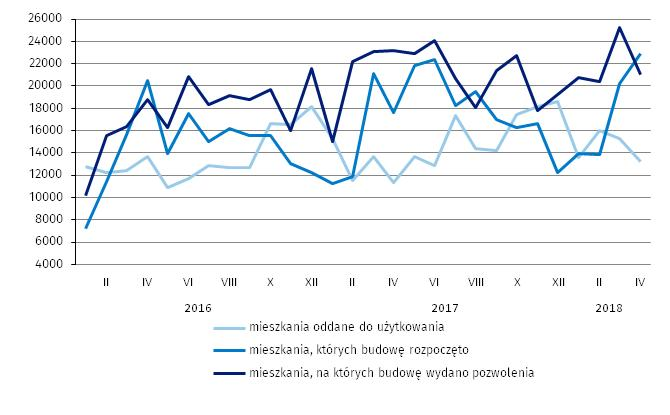 26000
24000
22000
20000
18000
16000
14000
12000
10000
8000
6000
4000
II IV VI VIII X XII II IV VI VIII X XII II IV
2016 2017 2018
mieszkania oddane do użytkowania
mieszkania, których budowę rozpoczęto
mieszkania, na których budowę wydano pozwolenia